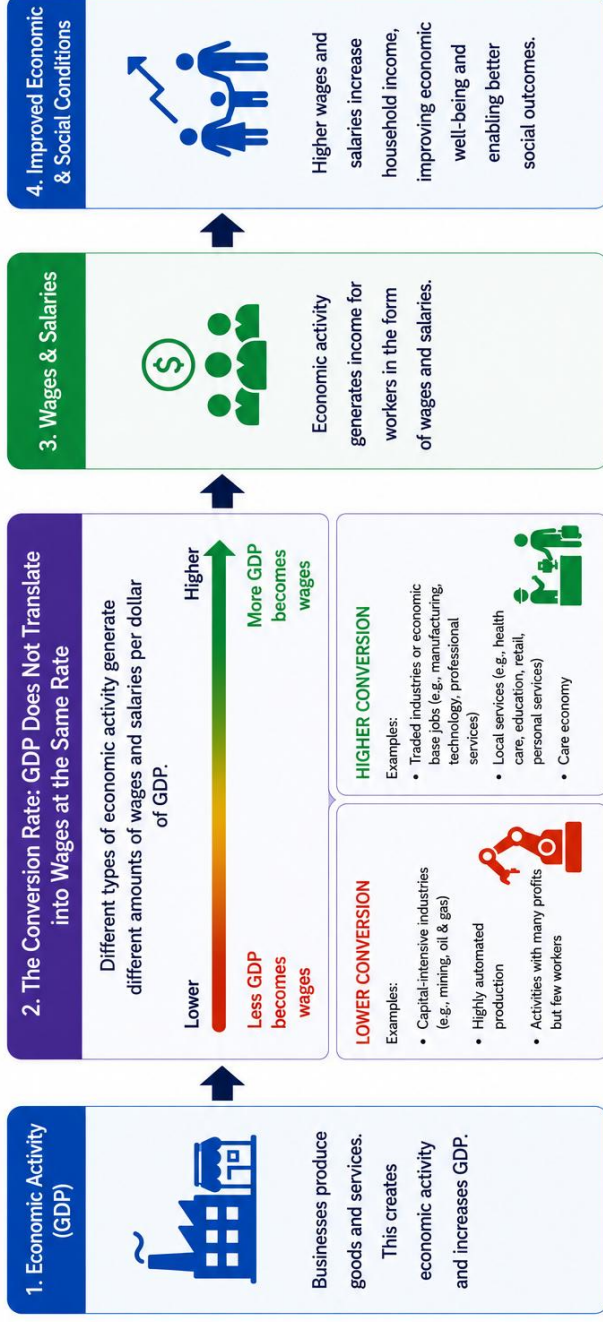 1. Economic Activity
(GDP)
Businesses produce
goods and services.
This creates
economic activity
and increases GDP.
2. The Conversion Rate: GDP Does Not Translate
into Wages at the Same Rate
Different types of economic activity generate
different amounts of wages and salaries per dollar
of GDP.
Lower
Higher
Less GDP
becomes
wages
More GDP
becomes
wages
LOWER CONVERSION
Examples:
• Capital-intensive industries
(e.g., mining, oil & gas)
• Highly automated
production
• Activities with many profits
but few workers
HIGHER CONVERSION
Examples:
• Traded industries or economic
base jobs (e.g., manufacturing,
technology, professional
services)
• Local services (e.g., health
care, education, retail,
personal services)
• Care economy
3. Wages & Salaries
$
Economic activity
generates income for
workers in the form
of wages and salaries.
4. Improved Economic
& Social Conditions
Higher wages and
salaries increase
household income,
improving economic
well-being and
enabling better
social outcomes.